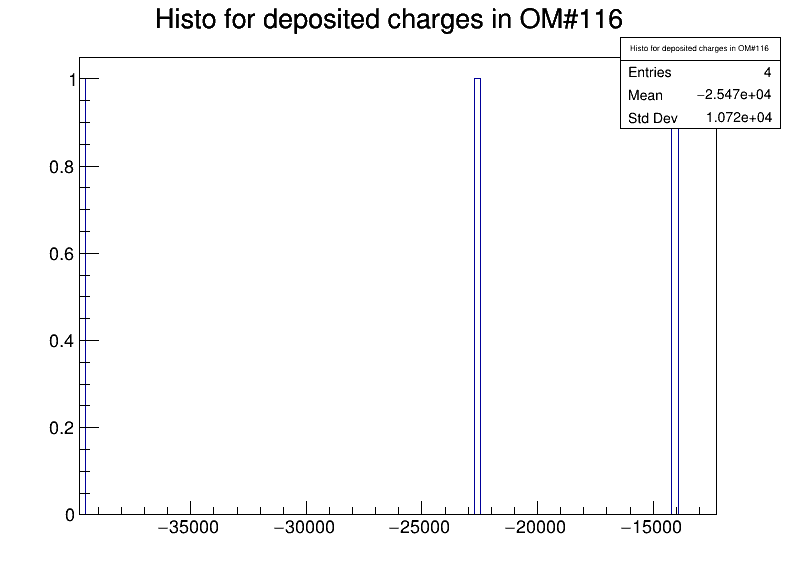 Histo for deposited charges in OM#116
Histo for deposited charges in OM#116
Entries 4
Mean −2.547e+04
Std Dev 1.072e+04
1
0.8
0.6
0.4
0.2
0
−35000 −30000 −25000 −20000 −15000